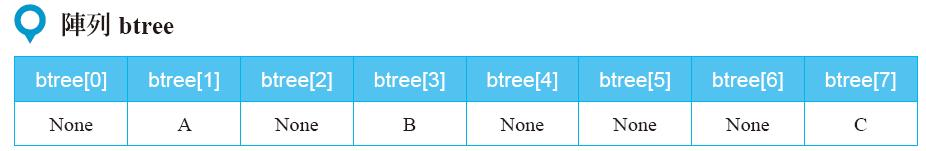 陣列 btree
btree[0] btree[1] btree[2] btree[3] btree[4] btree[5] btree[6] btree[7]
None A None B None None None C